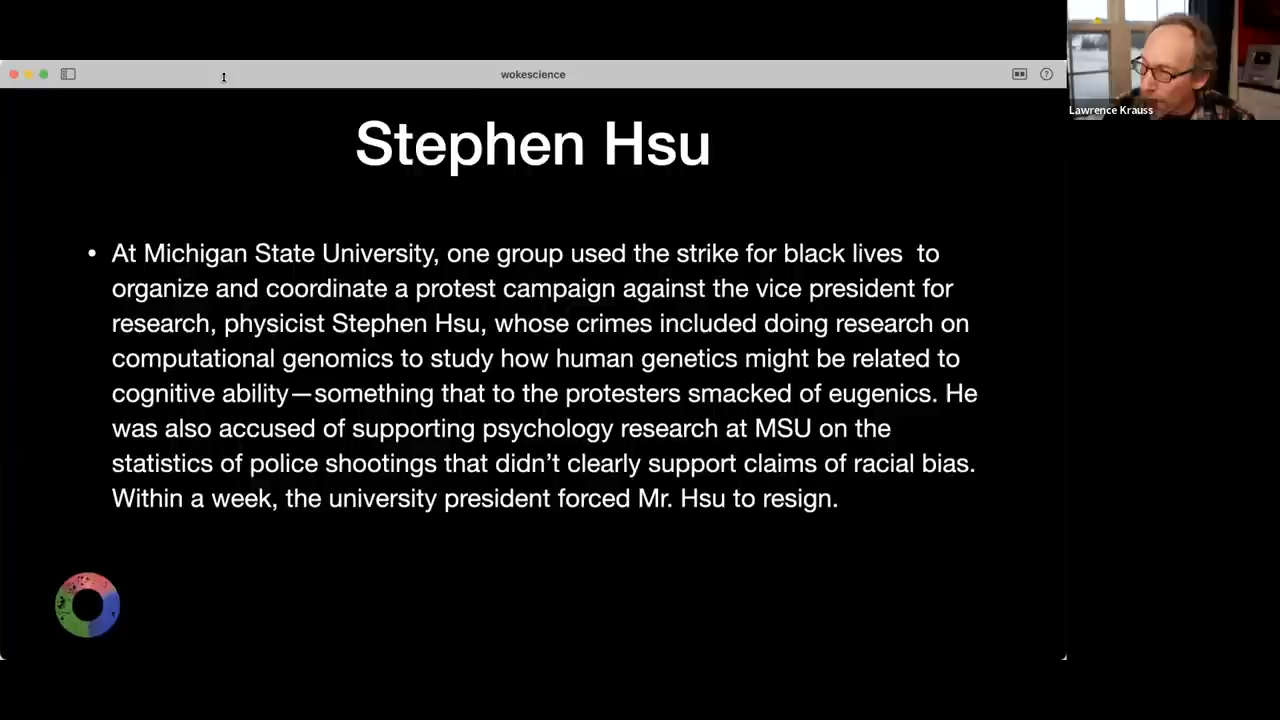 wokescience
Lawrence Krauss
Stephen Hsu
• At Michigan State University, one group used the strike for black lives  to
organize and coordinate a protest campaign against the vice president for
research, physicist Stephen Hsu, whose crimes included doing research on
computational genomics to study how human genetics might be related to
cognitive ability—something that to the protesters smacked of eugenics. He
was also accused of supporting psychology research at MSU on the
statistics of police shootings that didn’t clearly support claims of racial bias.
Within a week, the university president forced Mr. Hsu to resign.